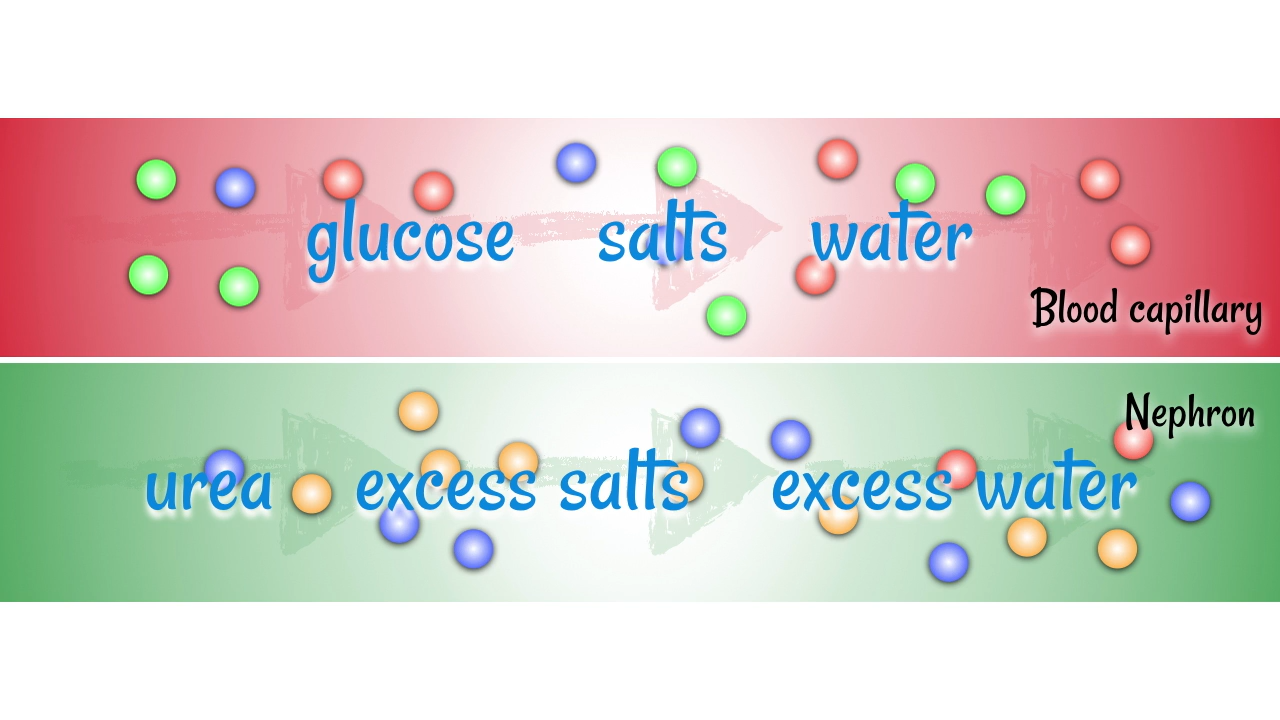 glucose salts water
Blood capillary
Nephron
urea excess salts excess water